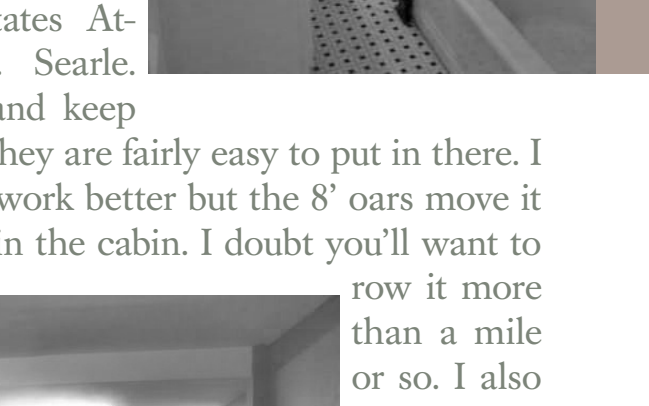 tates At-
. Searle.
and keep
hey are fairly easy to put in there. I
work better but the 8’ oars move it
in the cabin. I doubt you’ll want to
row it more
than a mile
or so. I also